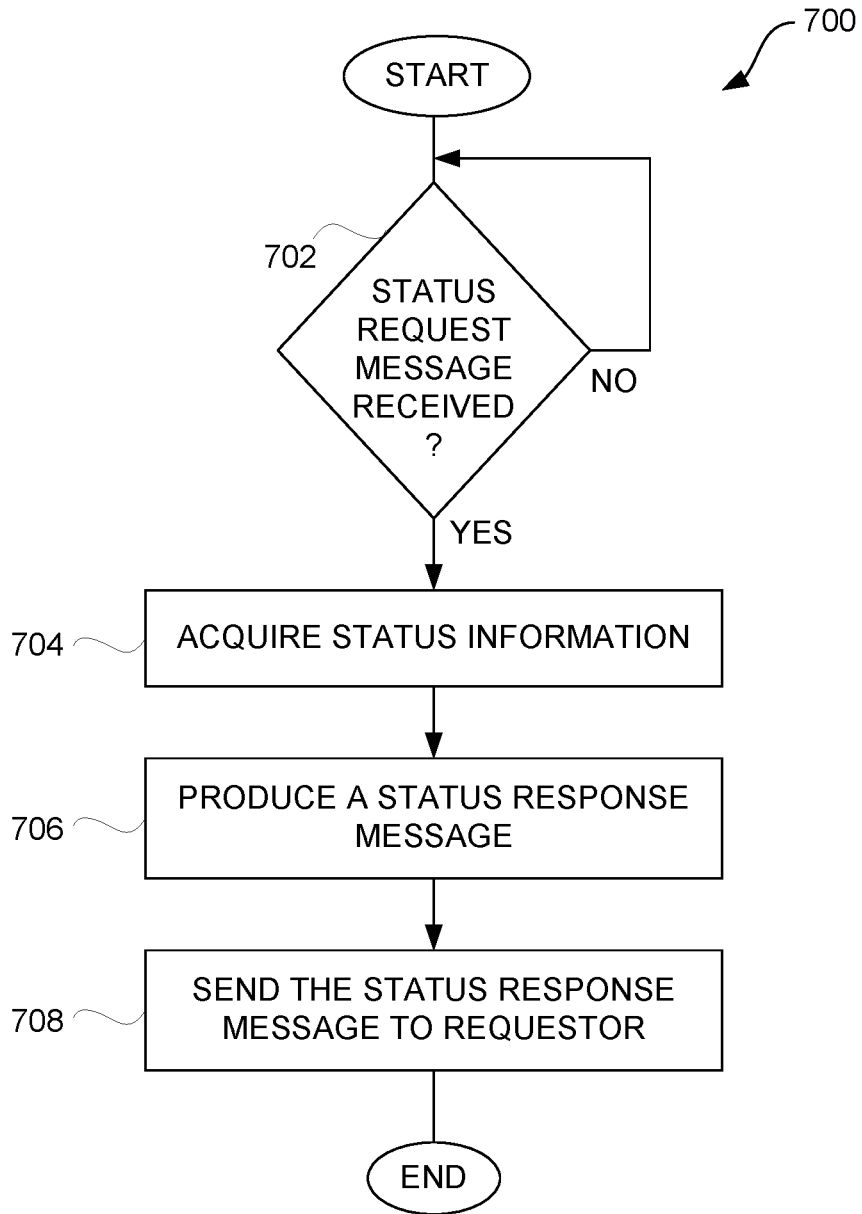 700
START
702
STATUS
REQUEST
MESSAGE
RECEIVED
?
NO
YES
704
ACQUIRE STATUS INFORMATION
706
PRODUCE A STATUS RESPONSE
MESSAGE
708
SEND THE STATUS RESPONSE
MESSAGE TO REQUESTOR
END